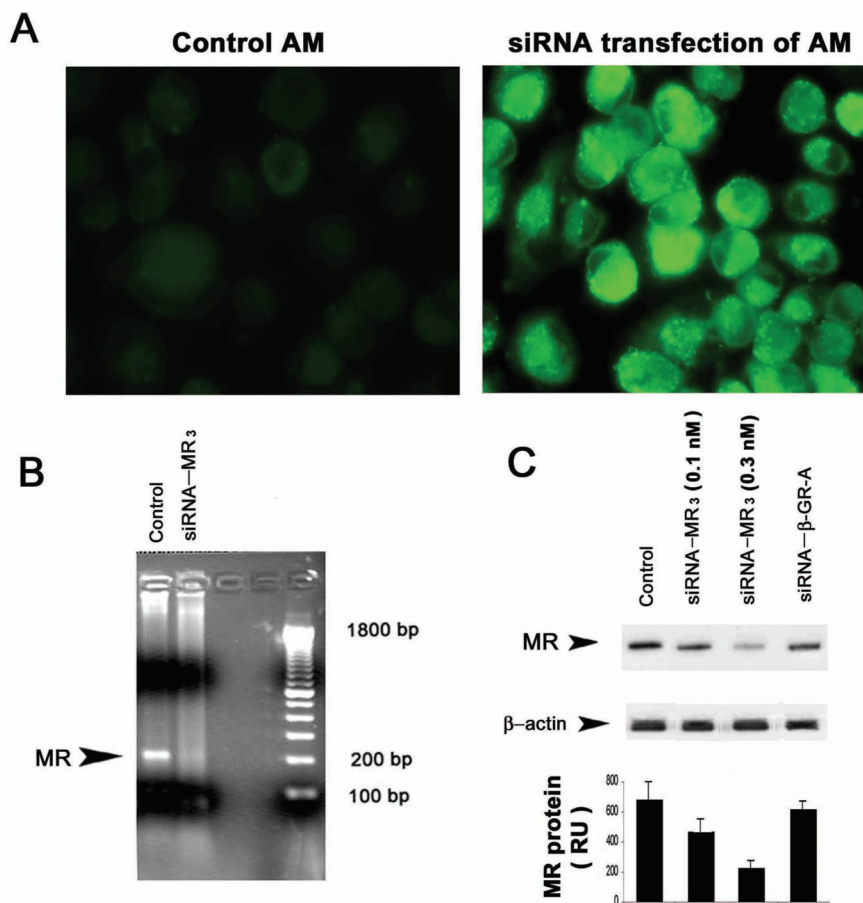 A
Control AM
siRNA transfection of AM
B
Control
siRNA–MR₃
1800 bp
MR
200 bp
100 bp
C
Control
siRNA–MR₃ (0.1 nM)
siRNA–MR₃ (0.3 nM)
siRNA–β-GR-A
MR
β–actin
MR protein
( RU )
800
600
400
200
0